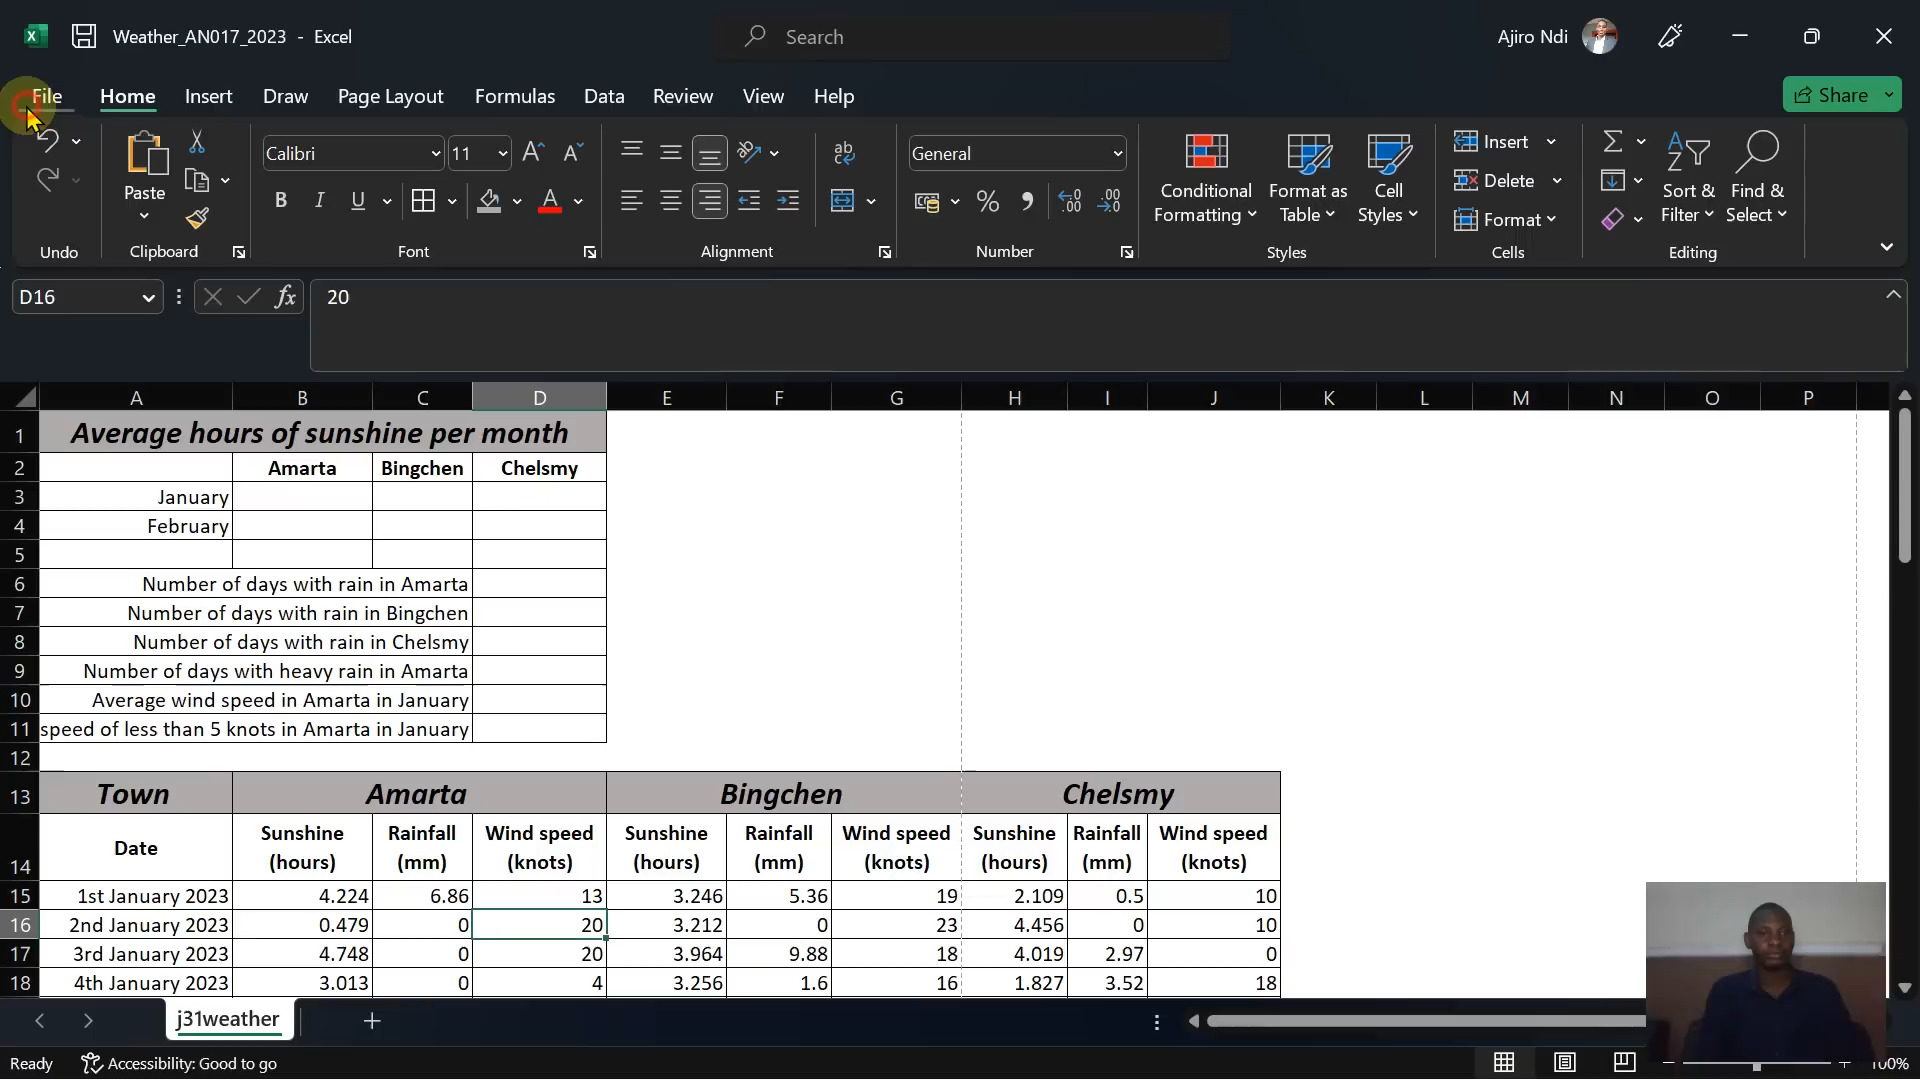 Weather_AN017_2023 - Excel
Search
Ajiro Ndi
File Home Insert Draw Page Layout Formulas Data Review View Help
Share
Paste
Calibri
11
B I U
ab
General
Conditional
Formatting
Format as
Table
Cell
Styles
Insert
Delete
Format
Sort &
Filter
Find &
Select
Undo Clipboard Font Alignment Number Styles Cells Editing
D16
fx
20
A B C D E F G H I J K L M N O P
1 Average hours of sunshine per month
2 Amarta Bingchen Chelsmy
3 January
4 February
5
6 Number of days with rain in Amarta
7 Number of days with rain in Bingchen
8 Number of days with rain in Chelsmy
9 Number of days with heavy rain in Amarta
10 Average wind speed in Amarta in January
11 speed of less than 5 knots in Amarta in January
12
13 Town Amarta Bingchen Chelsmy
14 Date Sunshine (hours) Rainfall (mm) Wind speed (knots) Sunshine (hours) Rainfall (mm) Wind speed (knots) Sunshine (hours) Rainfall (mm) Wind speed (knots)
15 1st January 2023 4.224 6.86 13 3.246 5.36 19 2.109 0.5 10
16 2nd January 2023 0.479 0 20 3.212 0 23 4.456 0 10
17 3rd January 2023 4.748 0 20 3.964 9.88 18 4.019 2.97 0
18 4th January 2023 3.013 0 4 3.256 1.6 16 1.827 3.52 18
j31weather
Ready Accessibility: Good to go
100%